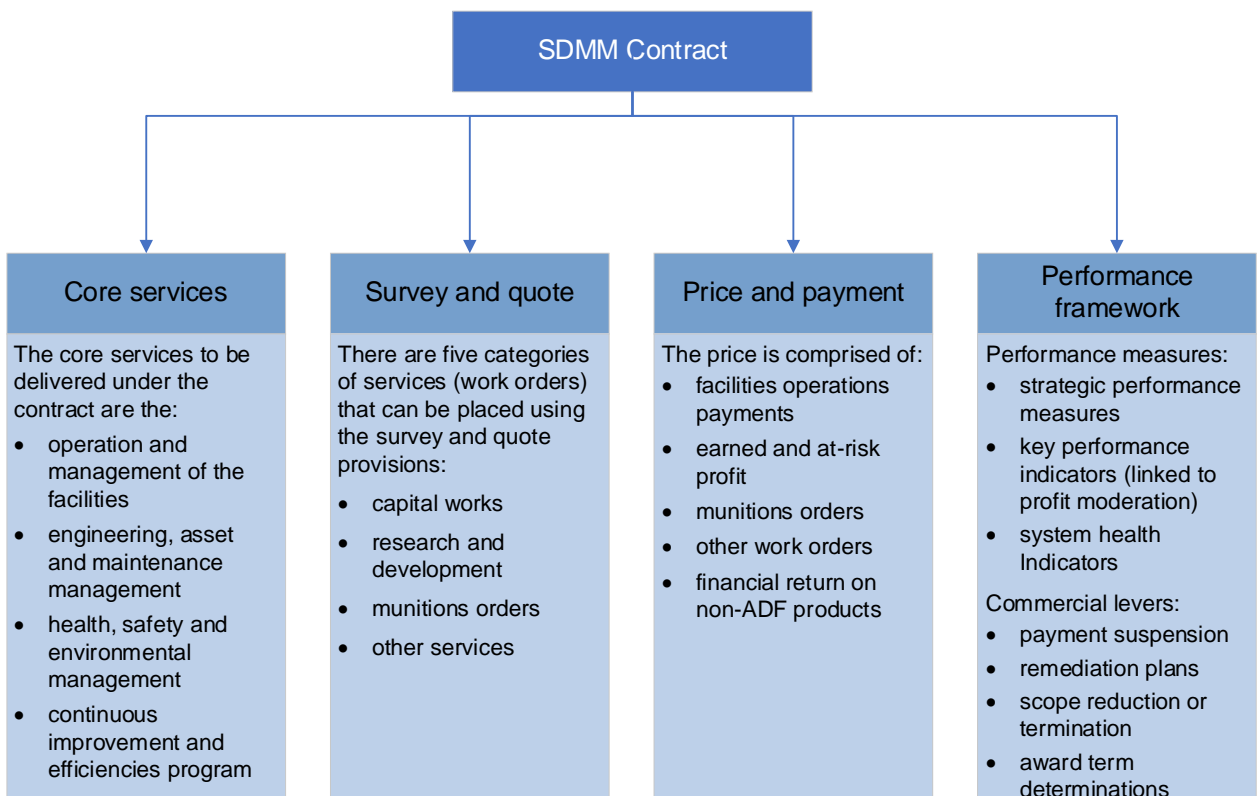 SDMM Contract
Core services
The core services to be
delivered under the
contract are the:
• operation and
management of the
facilities
• engineering, asset
and maintenance
management
• health, safety and
environmental
management
• continuous
improvement and
efficiencies program
Survey and quote
There are five categories
of services (work orders)
that can be placed using
the survey and quote
provisions:
• capital works
• research and
development
• munitions orders
• other services
Price and payment
The price is comprised of:
• facilities operations
payments
• earned and at-risk
profit
• munitions orders
• other work orders
• financial return on
non-ADF products
Performance
framework
Performance measures:
• strategic performance
measures
• key performance
indicators (linked to
profit moderation)
• system health
Indicators
Commercial levers:
• payment suspension
• remediation plans
• scope reduction or
termination
• award term
determinations